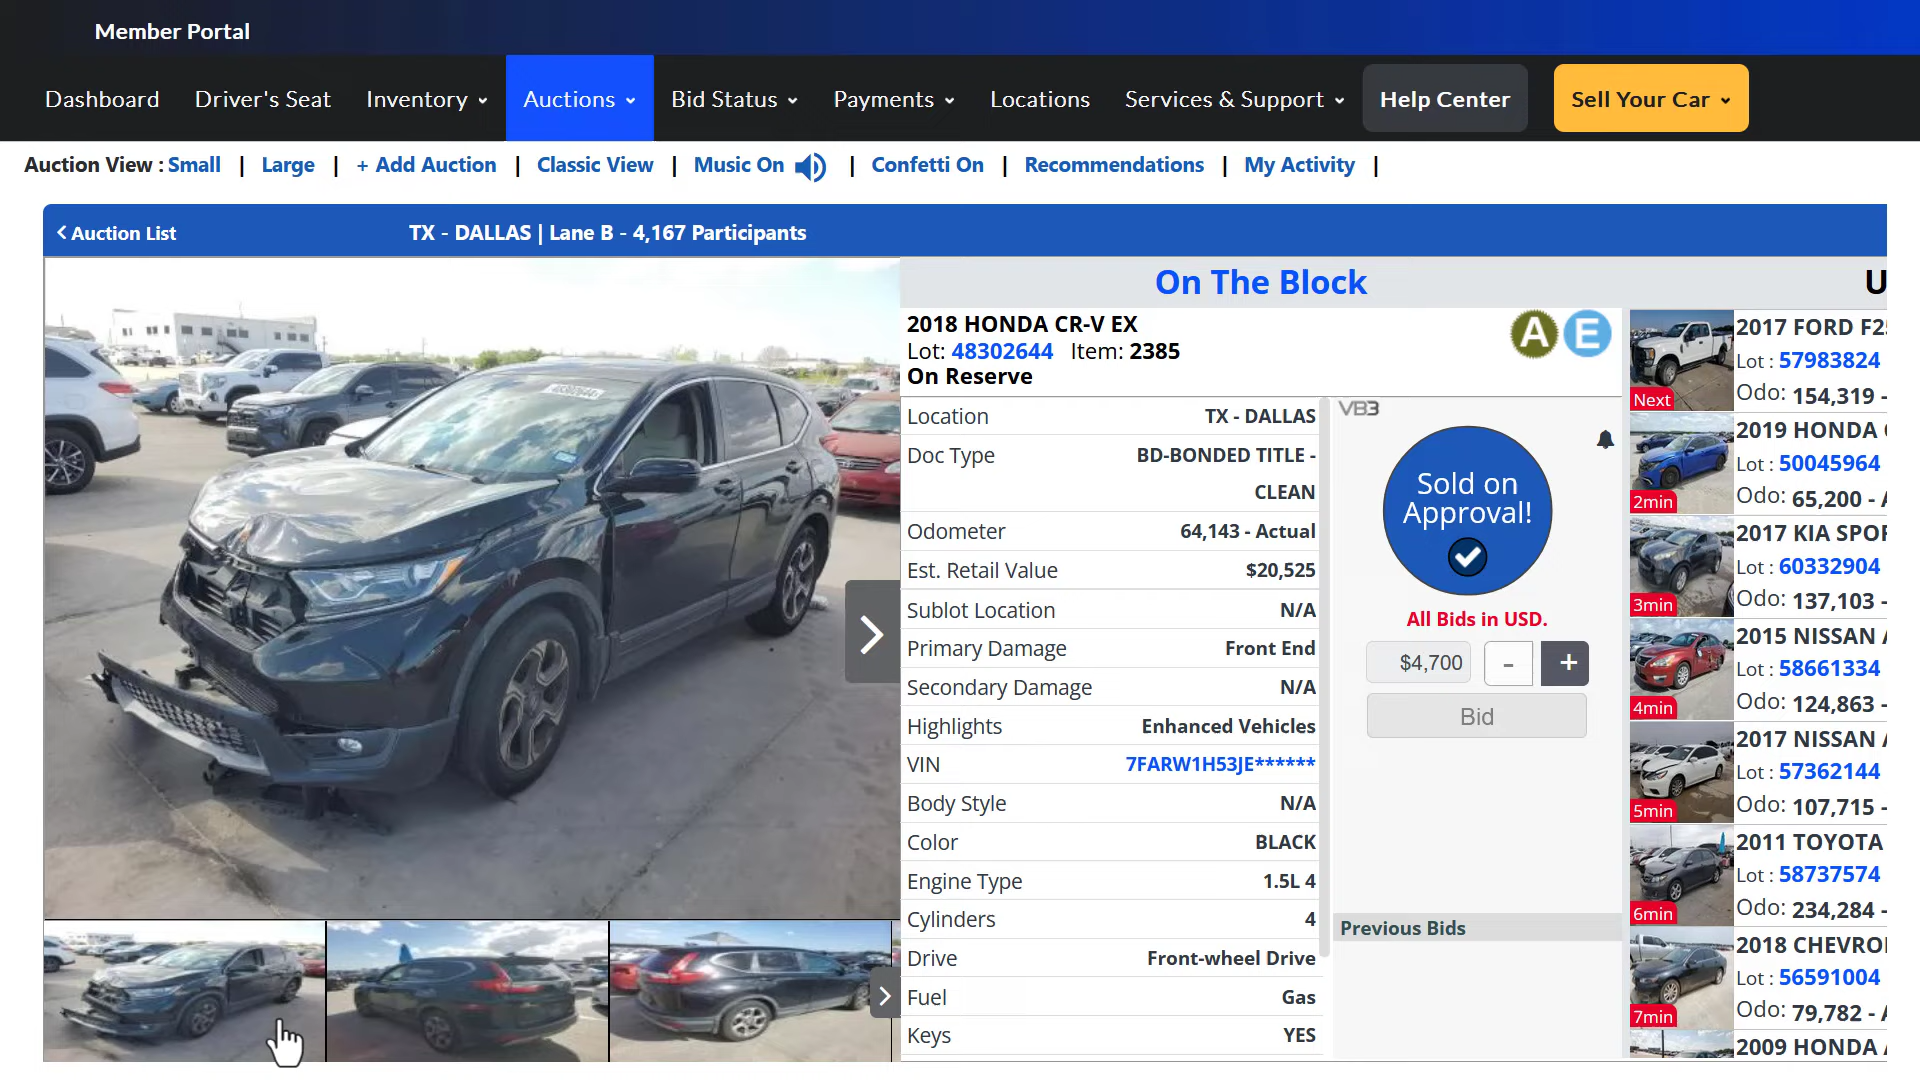 Member Portal
Dashboard Driver's Seat Inventory Auctions Bid Status Payments Locations Services & Support Help Center Sell Your Car
Auction View : Small | Large | + Add Auction | Classic View | Music On | Confetti On | Recommendations | My Activity |
Auction List TX - DALLAS | Lane B - 4,167 Participants
On The Block
U
2018 HONDA CR-V EX
Lot: 48302644 Item: 2385
On Reserve
A E
Location TX - DALLAS
Doc Type BD-BONDED TITLE -
CLEAN
Odometer 64,143 - Actual
Est. Retail Value $20,525
Sublot Location N/A
Primary Damage Front End
Secondary Damage N/A
Highlights Enhanced Vehicles
VIN 7FARW1H53JE******
Body Style N/A
Color BLACK
Engine Type 1.5L 4
Cylinders 4
Drive Front-wheel Drive
Fuel Gas
Keys YES
VB3
Sold on
Approval!
All Bids in USD.
$4,700 - +
Bid
Previous Bids
2017 FORD F25
Lot : 57983824
Odo: 154,319 -
Next
2019 HONDA
Lot : 50045964
Odo: 65,200 - A
2min
2017 KIA SPOR
Lot : 60332904
Odo: 137,103 -
3min
2015 NISSAN A
Lot : 58661334
Odo: 124,863 -
4min
2017 NISSAN A
Lot : 57362144
Odo: 107,715 -
5min
2011 TOYOTA
Lot : 58737574
Odo: 234,284 -
6min
2018 CHEVROL
Lot : 56591004
Odo: 79,782 - A
7min
2009 HONDA A